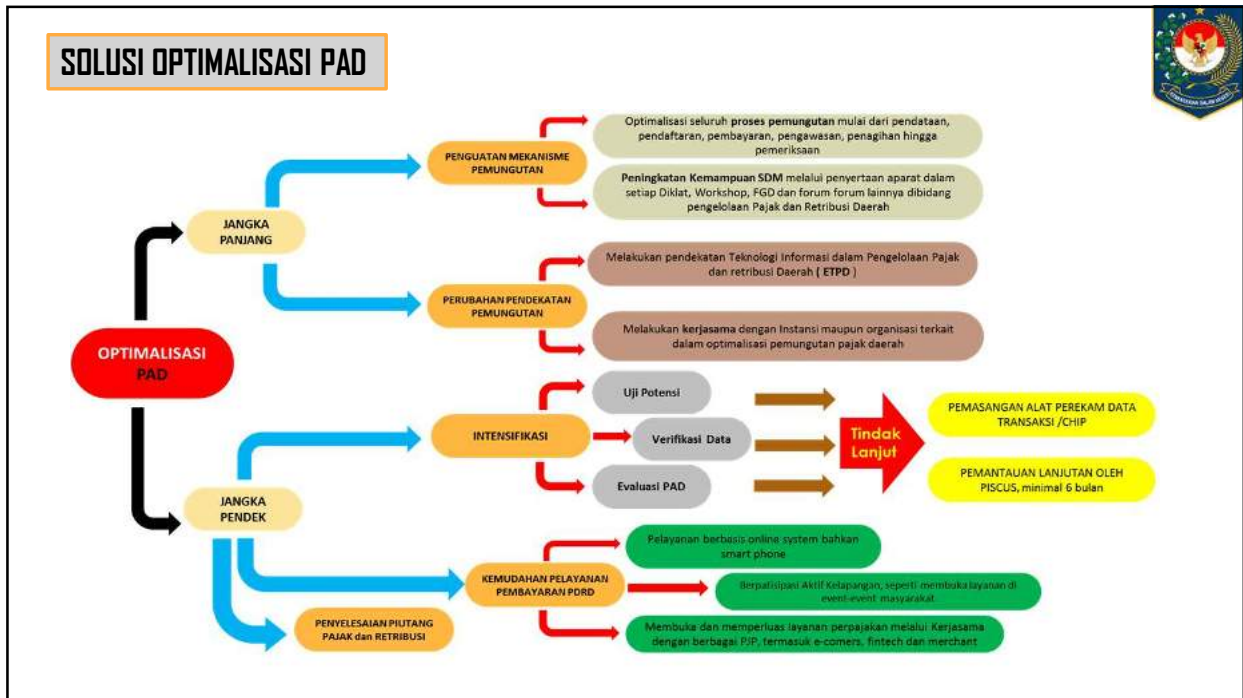 SOLUSI OPTIMALISASI PAD
KEMENTERIAN DALAM NEGERI
Optimalisasi seluruh proses pemungutan mulai dari pendataan,
pendaftaran, pembayaran, pengawasan, penagihan hingga
pemeriksaan
PENGUATAN MEKANISME
PEMUNGUTAN
Peningkatan Kemampuan SDM melalui penyertaan aparat dalam
setiap Diklat, Workshop, FGD dan forum forum lainnya dibidang
pengelolaan Pajak dan Retribusi Daerah
JANGKA
PANJANG
Melakukan pendekatan Teknologi Informasi dalam Pengelolaan Pajak
dan retribusi Daerah ( ETPD )
PERUBAHAN PENDEKATAN
PEMUNGUTAN
Melakukan kerjasama dengan Instansi maupun organisasi terkait
dalam optimalisasi pemungutan pajak daerah
OPTIMALISASI
PAD
Uji Potensi
INTENSIFIKASI
Verifikasi Data
Evaluasi PAD
Tindak
Lanjut
PEMASANGAN ALAT PEREKAM DATA
TRANSAKSI /CHIP
PEMANTAUAN LANJUTAN OLEH
PISCUS, minimal 6 bulan
JANGKA
PENDEK
Pelayanan berbasis online system bahkan
smart phone
KEMUDAHAN PELAYANAN
PEMBAYARAN PDRD
Berpatisipasi Aktif Kelapangan, seperti membuka layanan di
event-event masyarakat
Membuka dan memperluas layanan perpajakan melalui Kerjasama
dengan berbagai PJP, termasuk e-comers, fintech dan merchant
PENYELESAIAN PIUTANG
PAJAK dan RETRIBUSI